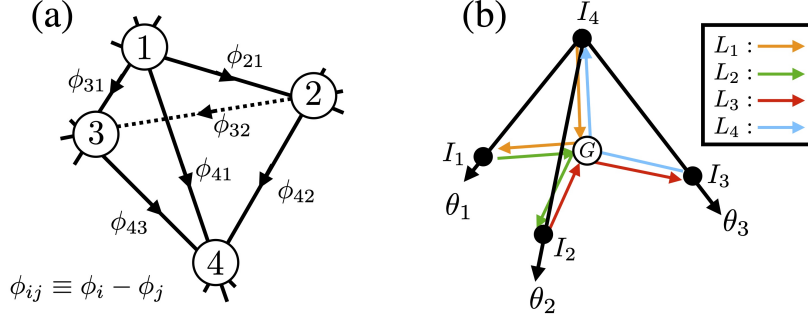 (a)
1
ϕ₂₁
ϕ₃₁
2
3
ϕ₃₂
ϕ₄₁
ϕ₄₂
ϕ₄₃
4
ϕᵢⱼ ≡ ϕᵢ − ϕⱼ
(b)
I₄
L₁ :
L₂ :
L₃ :
L₄ :
I₁
G
I₃
θ₁
θ₃
I₂
θ₂